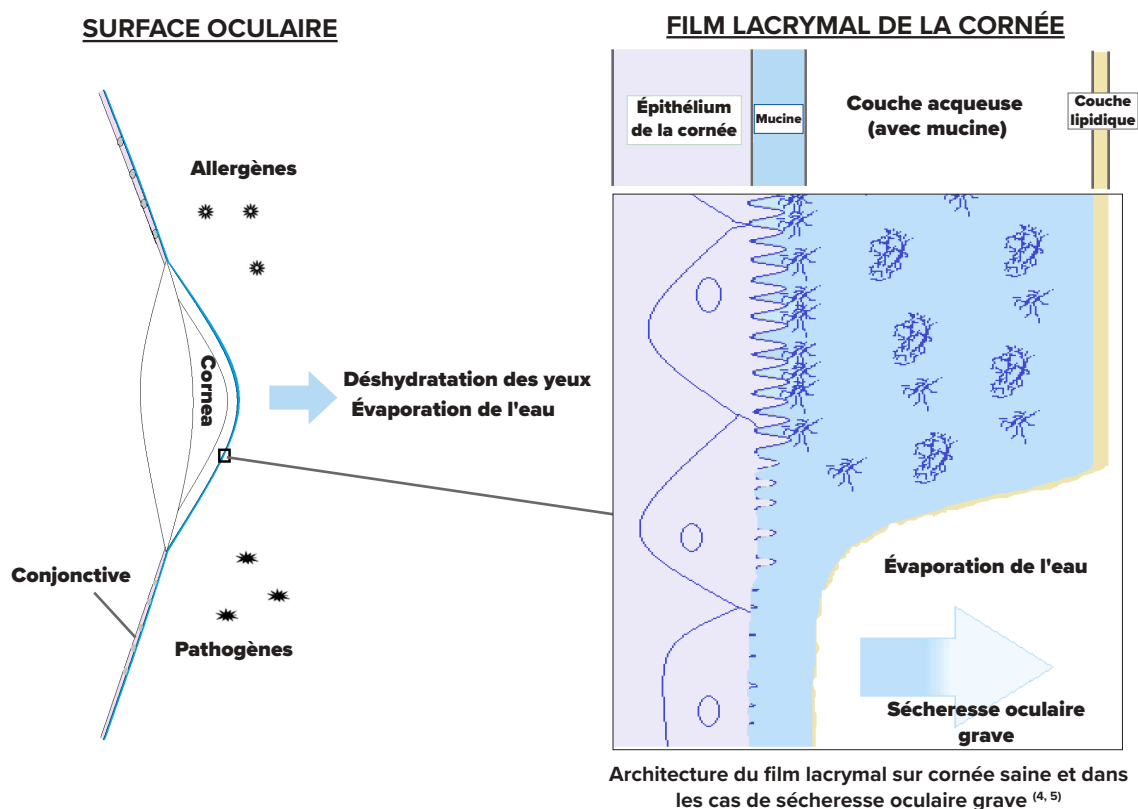 SURFACE OCULAIRE
Allergènes
Cornea
Déshydratation des yeux
Évaporation de l'eau
Conjonctive
Pathogènes
FILM LACRYMAL DE LA CORNÉE
Épithélium
de la cornée
Mucine
Couche acqueuse
(avec mucine)
Couche
lipidique
Évaporation de l'eau
Sécheresse oculaire
grave
Architecture du film lacrymal sur cornée saine et dans
les cas de sécheresse oculaire grave (4, 5)